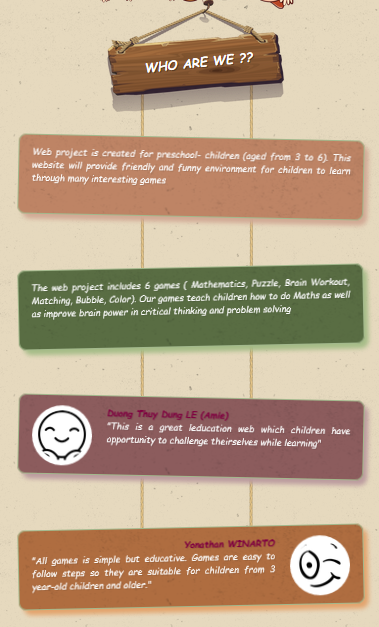 WHO ARE WE ??
Web project is created for preschool- children (aged from 3 to 6). This
website will provide friendly and funny environment for children to learn
through many interesting games
The web project includes 6 games ( Mathematics, Puzzle, Brain Workout,
Matching, Bubble, Color). Our games teach children how to do Maths as well
as improve brain power in critical thinking and problem solving
Duong Thuy Dung LE (Amie)
"This is a great leducation web which children have
opportunity to challenge theirselves while learning"
Yonathan WINARTO
"All games is simple but educative. Games are easy to
follow steps so they are suitable for children from 3
year-old children and older."